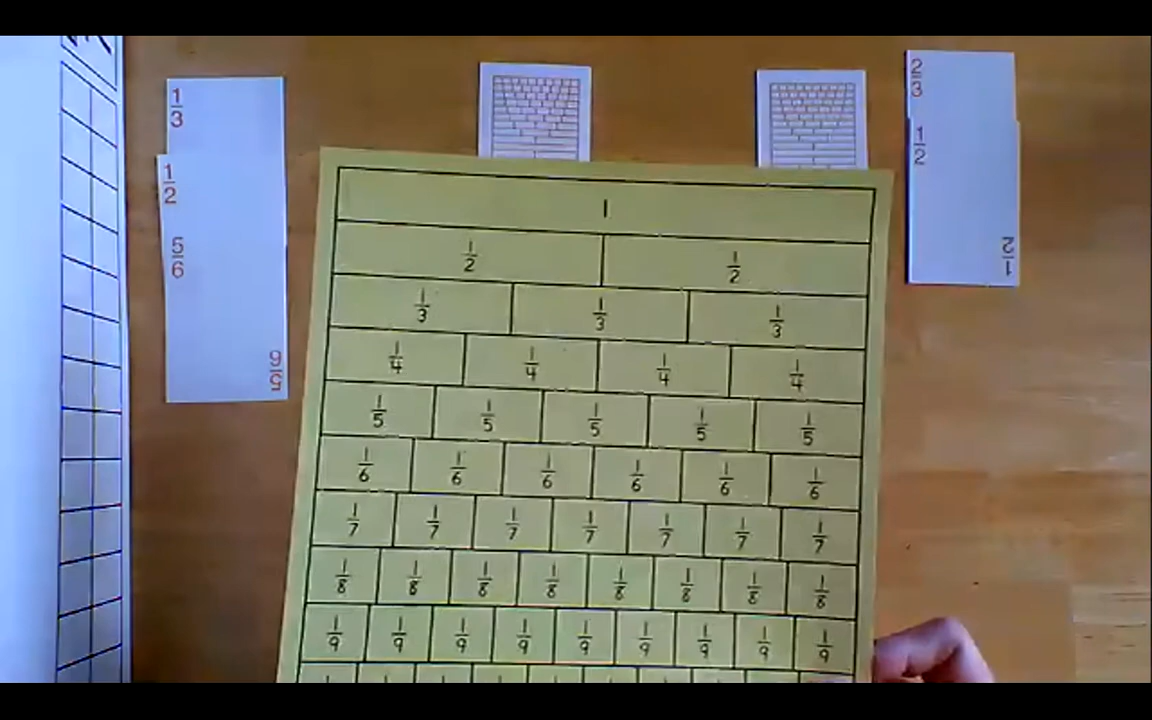 1/3
1/2
5/6
5/6
1
1/2 1/2
1/3 1/3 1/3
1/4 1/4 1/4 1/4
1/5 1/5 1/5 1/5 1/5
1/6 1/6 1/6 1/6 1/6 1/6
1/7 1/7 1/7 1/7 1/7 1/7 1/7
1/8 1/8 1/8 1/8 1/8 1/8 1/8 1/8
1/9 1/9 1/9 1/9 1/9 1/9 1/9 1/9 1/9
2/3
1/2
1/2